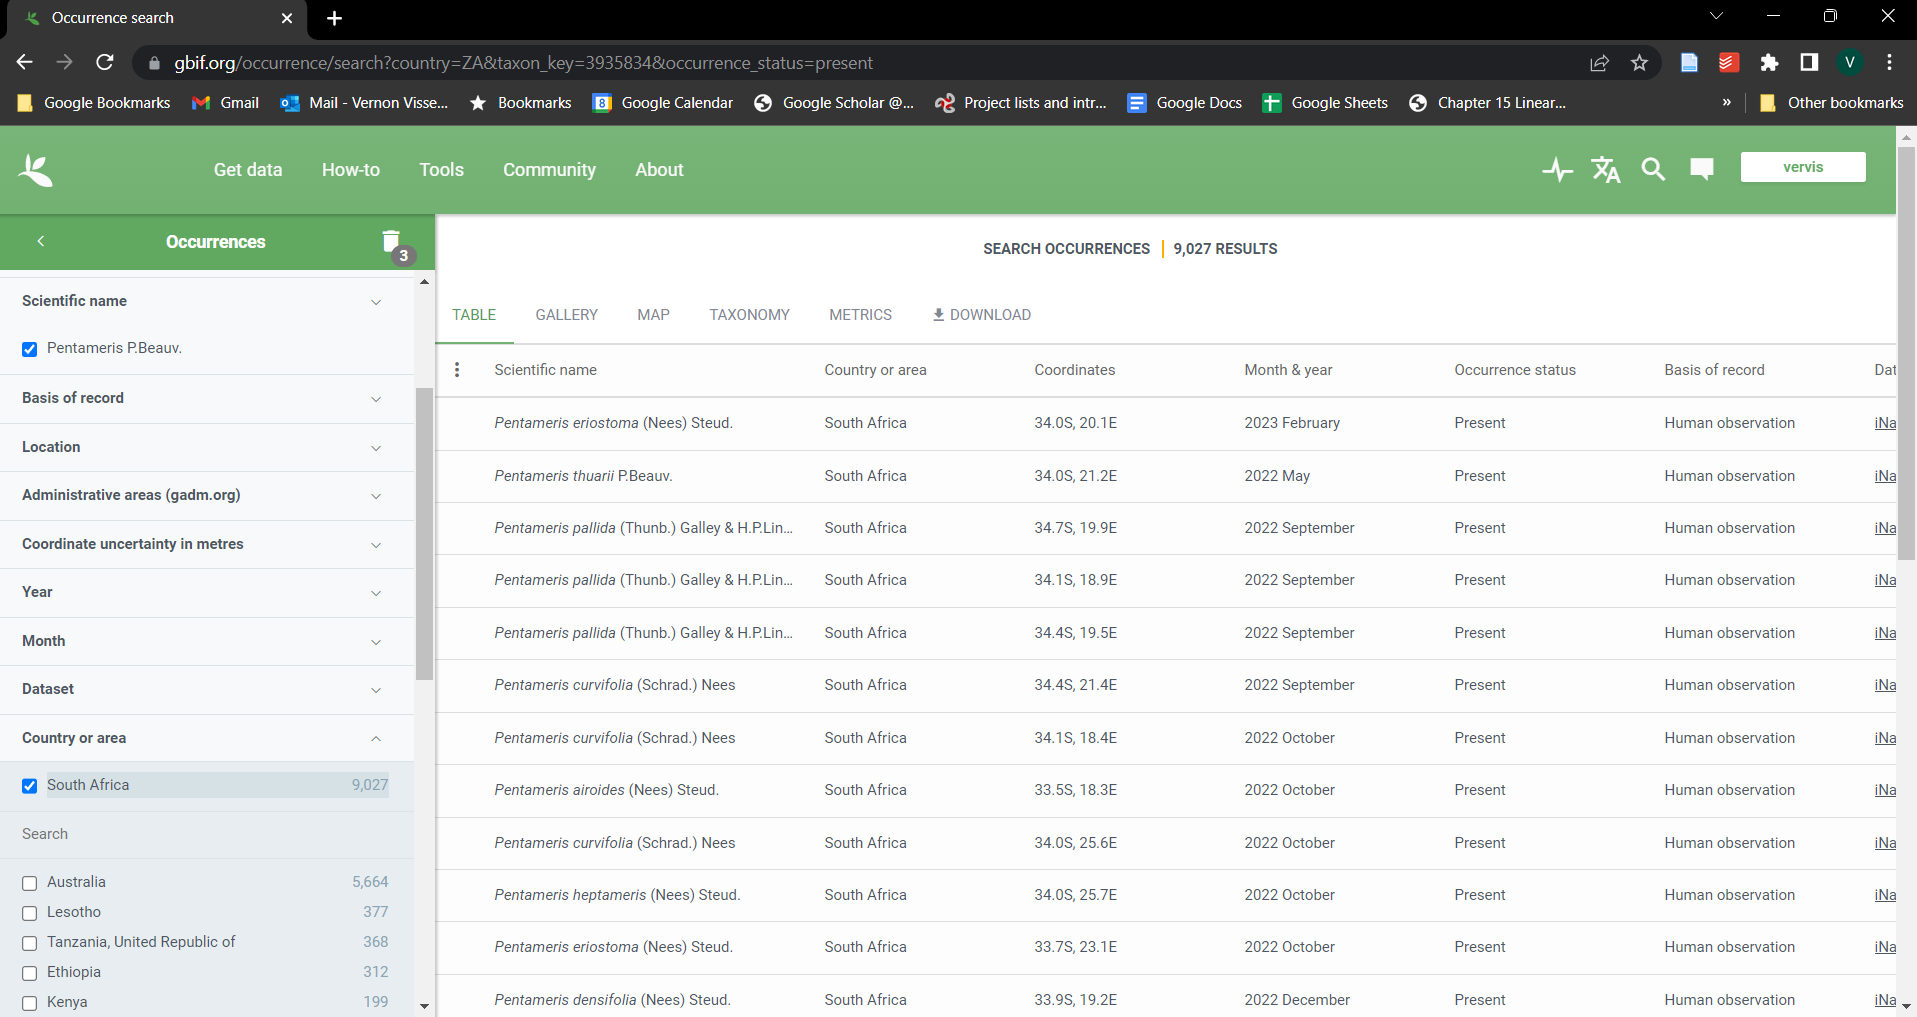 Occurrence search
gbif.org/occurrence/search?country=ZA&taxon_key=3935834&occurrence_status=present
V
Google Bookmarks Gmail Mail - Vernon Visse... Bookmarks 8 Google Calendar Google Scholar @... Project lists and intr... Google Docs Google Sheets Chapter 15 Linear... » Other bookmarks
Get data How-to Tools Community About vervis
Occurrences 3
Scientific name
Pentameris P.Beauv.
Basis of record
Location
Administrative areas (gadm.org)
Coordinate uncertainty in metres
Year
Month
Dataset
Country or area
South Africa 9,027
Search
Australia 5,664
Lesotho 377
Tanzania, United Republic of 368
Ethiopia 312
Kenya 199
SEARCH OCCURRENCES | 9,027 RESULTS
TABLE GALLERY MAP TAXONOMY METRICS DOWNLOAD
Scientific name Country or area Coordinates Month & year Occurrence status Basis of record Dat
Pentameris eriostoma (Nees) Steud. South Africa 34.0S, 20.1E 2023 February Present Human observation iNa
Pentameris thuarii P.Beauv. South Africa 34.0S, 21.2E 2022 May Present Human observation iNa
Pentameris pallida (Thunb.) Galley & H.P.Lin... South Africa 34.7S, 19.9E 2022 September Present Human observation iNa
Pentameris pallida (Thunb.) Galley & H.P.Lin... South Africa 34.1S, 18.9E 2022 September Present Human observation iNa
Pentameris pallida (Thunb.) Galley & H.P.Lin... South Africa 34.4S, 19.5E 2022 September Present Human observation iNa
Pentameris curvifolia (Schrad.) Nees South Africa 34.4S, 21.4E 2022 September Present Human observation iNa
Pentameris curvifolia (Schrad.) Nees South Africa 34.1S, 18.4E 2022 October Present Human observation iNa
Pentameris airoides (Nees) Steud. South Africa 33.5S, 18.3E 2022 October Present Human observation iNa
Pentameris curvifolia (Schrad.) Nees South Africa 34.0S, 25.6E 2022 October Present Human observation iNa
Pentameris heptameris (Nees) Steud. South Africa 34.0S, 25.7E 2022 October Present Human observation iNa
Pentameris eriostoma (Nees) Steud. South Africa 33.7S, 23.1E 2022 October Present Human observation iNa
Pentameris densifolia (Nees) Steud. South Africa 33.9S, 19.2E 2022 December Present Human observation iNa